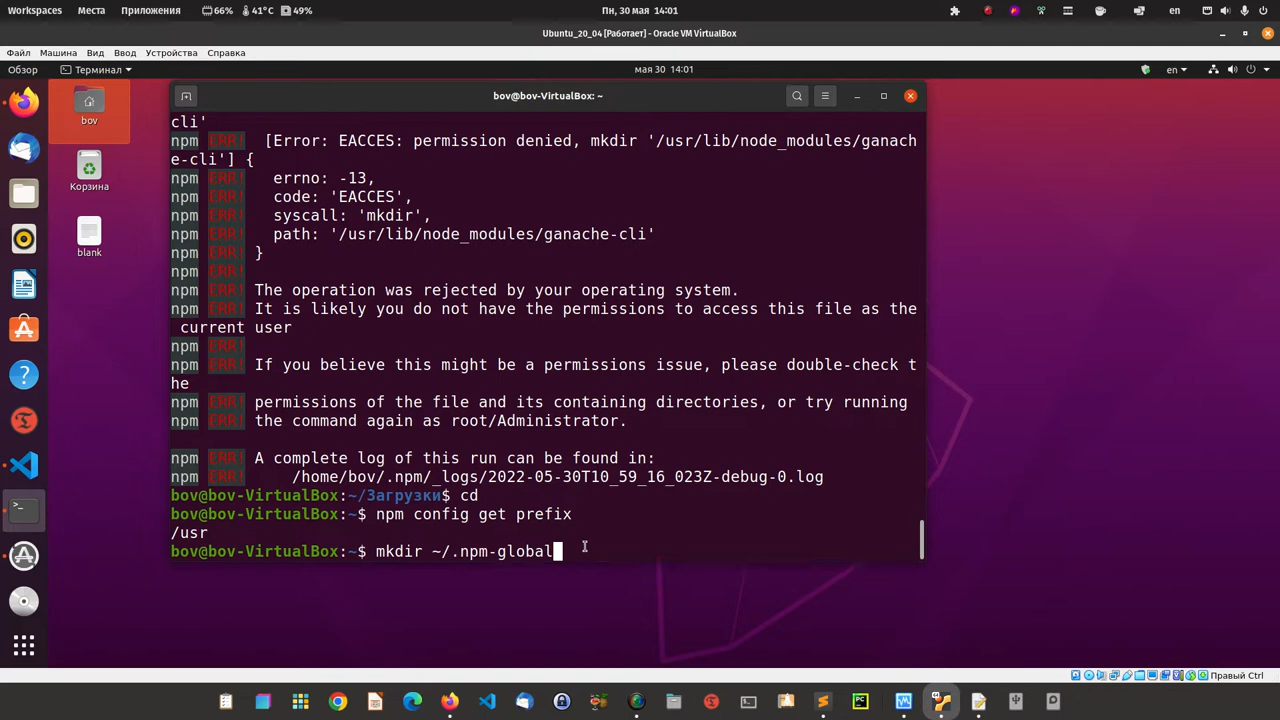 Workspaces Места Приложения 66% 41°C 49% Пн, 30 мая 14:01 en
Ubuntu_20_04 [Работает] - Oracle VM VirtualBox
Файл Машина Вид Ввод Устройства Справка
Обзор Терминал мая 30 14:01 en
bov@bov-VirtualBox: ~
bov
Корзина
blank
cli'
npm ERR! [Error: EACCES: permission denied, mkdir '/usr/lib/node_modules/ganach
e-cli'] {
npm ERR! errno: -13,
npm ERR! code: 'EACCES',
npm ERR! syscall: 'mkdir',
npm ERR! path: '/usr/lib/node_modules/ganache-cli'
npm ERR! }
npm ERR!
npm ERR! The operation was rejected by your operating system.
npm ERR! It is likely you do not have the permissions to access this file as the
current user
npm ERR!
npm ERR! If you believe this might be a permissions issue, please double-check t
he
npm ERR! permissions of the file and its containing directories, or try running
npm ERR! the command again as root/Administrator.
npm ERR! A complete log of this run can be found in:
npm ERR! /home/bov/.npm/_logs/2022-05-30T10_59_16_023Z-debug-0.log
bov@bov-VirtualBox:~/Загрузки$ cd
bov@bov-VirtualBox:~$ npm config get prefix
/usr
bov@bov-VirtualBox:~$ mkdir ~/.npm-global
Правый Ctrl